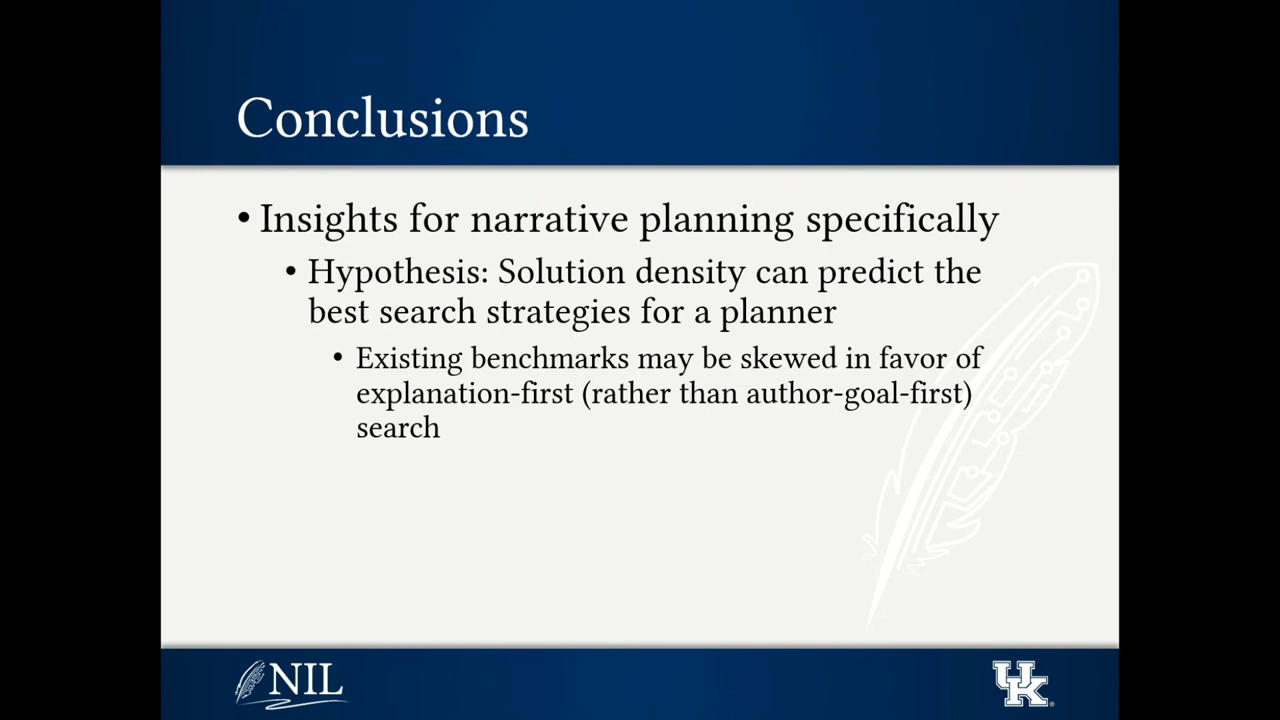 Conclusions
• Insights for narrative planning specifically
• Hypothesis: Solution density can predict the
best search strategies for a planner
• Existing benchmarks may be skewed in favor of
explanation-first (rather than author-goal-first)
search
NIL
UK